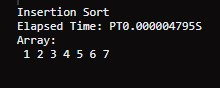 Insertion Sort
Elapsed Time: PT0.000004795S
Array:
1 2 3 4 5 6 7